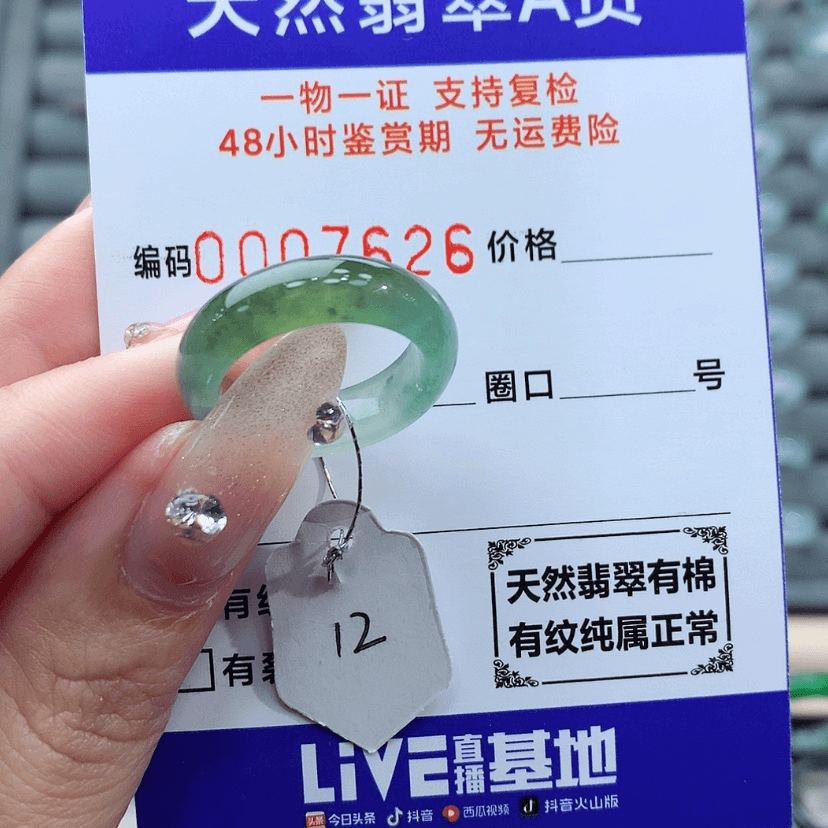 天然翡翠A货
一物一证 支持复检
48小时鉴赏期 无运费险
编码0007626 价格
圈口 号
12
天然翡翠有棉
有纹纯属正常
有纹
有裂
LiVE直播基地
头条 今日头条 抖音 西瓜视频 抖音火山版